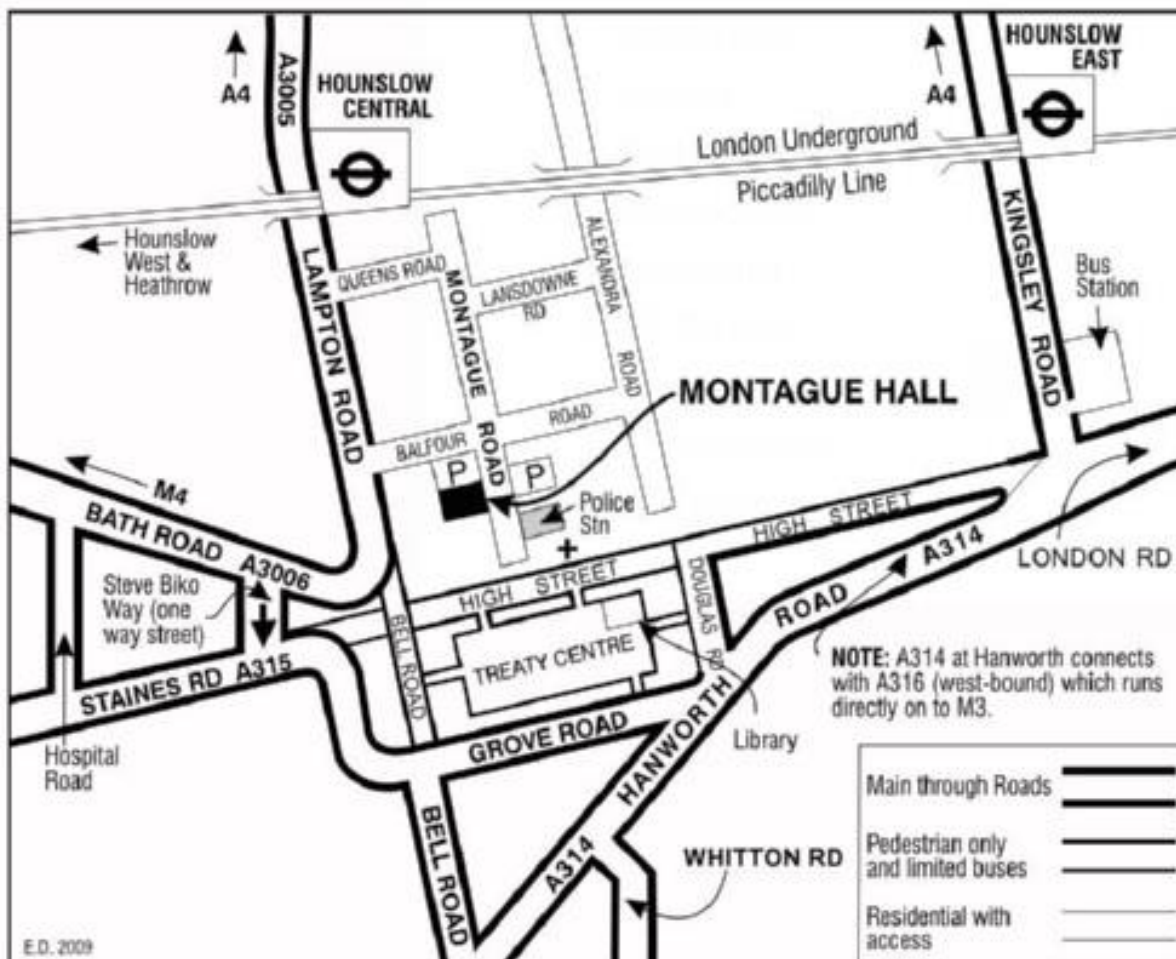 HOUNSLOW
CENTRAL
HOUNSLOW
EAST
A4
A3005
A4
London Underground
Piccadilly Line
Hounslow
West &
Heathrow
LAMPTON ROAD
QUEENS ROAD
MONTAGUE ROAD
LANSDOWNE
RD
ALEXANDRA ROAD
KINGSLEY ROAD
Bus
Station
MONTAGUE HALL
BALFOUR ROAD
P
P
Police
Stn
M4
BATH ROAD A3006
HIGH STREET
HIGH STREET
A314
LONDON RD
Steve Biko
Way (one
way street)
BELL ROAD
TREATY CENTRE
DOUGLAS RD
HANWORTH ROAD
STAINES RD A315
NOTE: A314 at Hanworth connects
with A316 (west-bound) which runs
directly on to M3.
GROVE ROAD
Library
Hospital
Road
BELL ROAD
A314
WHITTON RD
Main through Roads
Pedestrian only
and limited buses
Residential with
access
E.D. 2009